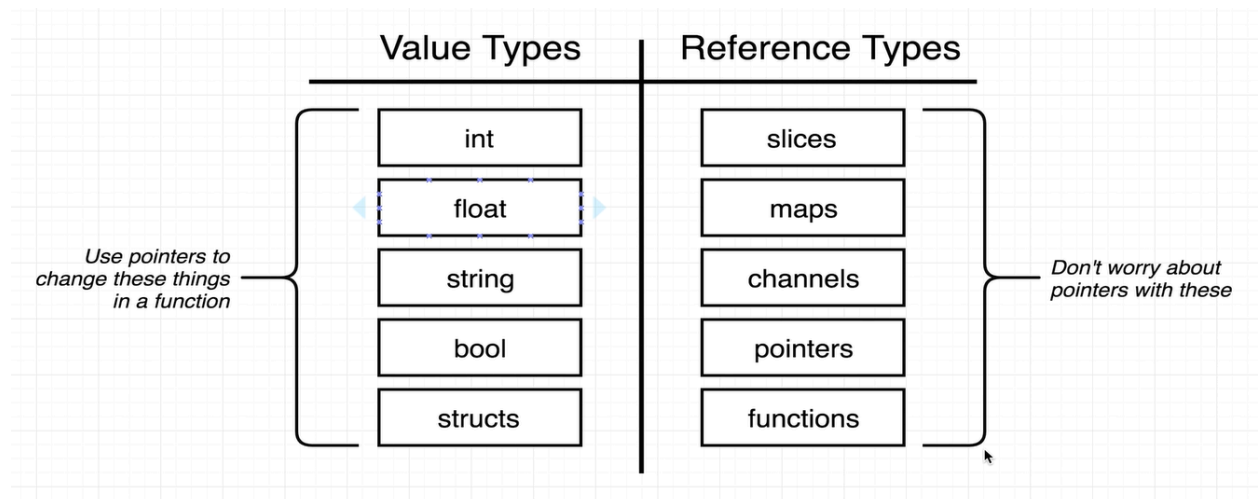 Value Types
Reference Types
int
slices
float
maps
Use pointers to
change these things
in a function
string
channels
Don't worry about
pointers with these
bool
pointers
structs
functions